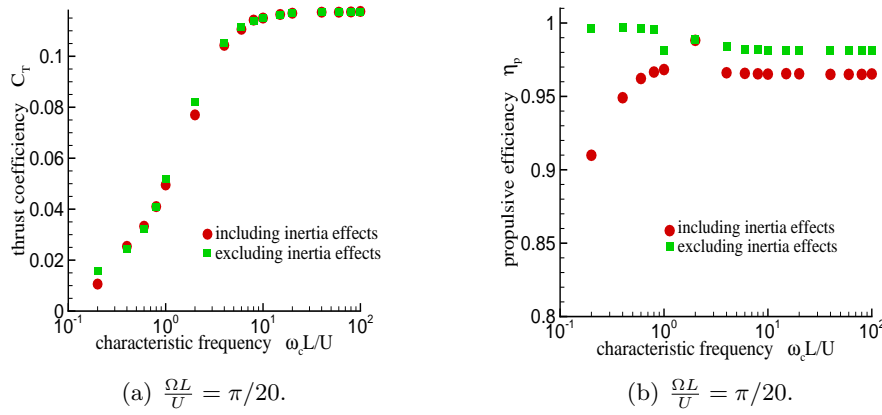 thrust coefficiency C_T
0.1
0.08
0.06
0.04
0.02
0
10^-1
10^0
10^1
10^2
including inertia effects
excluding inertia effects
characteristic frequency ω_cL/U
(a) ΩL/U = π/20.
propulsive efficiency η_p
1
0.95
0.9
0.85
0.8
10^-1
10^0
10^1
10^2
including inertia effects
excluding inertia effects
characteristic frequency ω_cL/U
(b) ΩL/U = π/20.